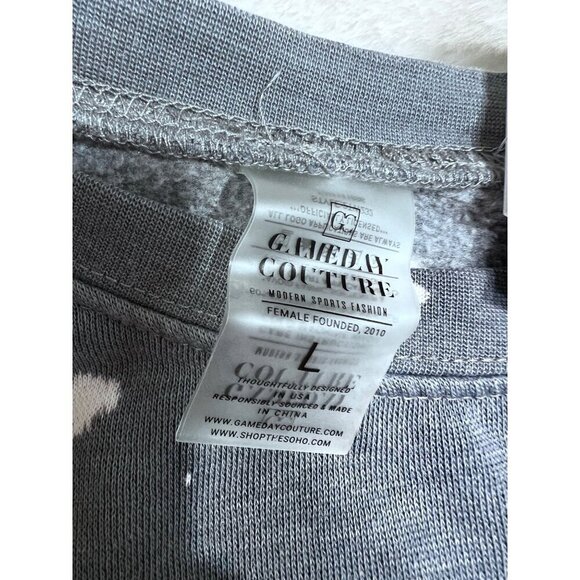 GC
GAMEDAY
COUTURE
MODERN SPORTS FASHION
FEMALE FOUNDED, 2010
L
THOUGHTFULLY DESIGNED
IN USA
RESPONSIBLY SOURCED & MADE
IN CHINA
WWW.GAMEDAYCOUTURE.COM
WWW.SHOPTHESOHO.COM